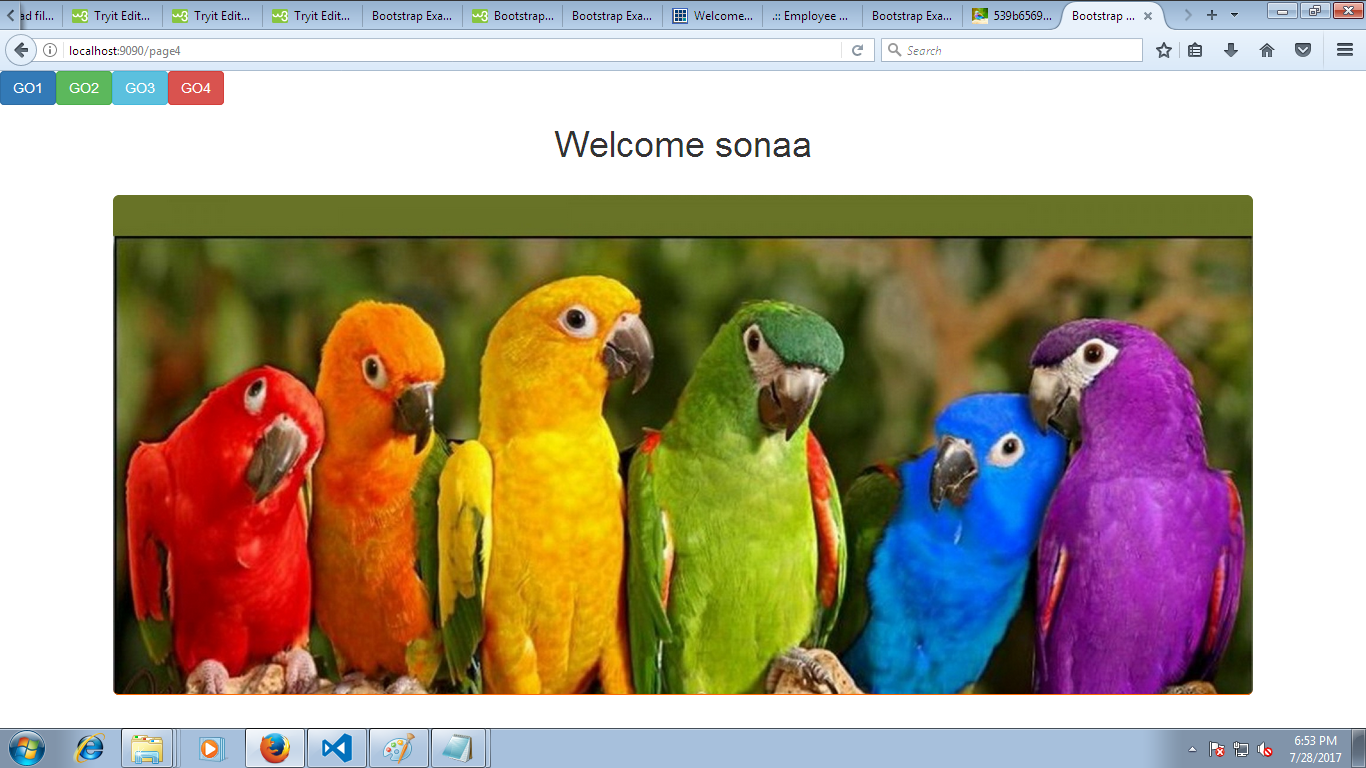 ad fil... Tryit Edit... Tryit Edit... Tryit Edit... Bootstrap Exa... Bootstrap... Bootstrap Exa... Welcome... .:: Employee ... Bootstrap Exa... 539b6569... Bootstrap ...
localhost:9090/page4 Search
GO1 GO2 GO3 GO4
Welcome sonaa
6:53 PM
7/28/2017